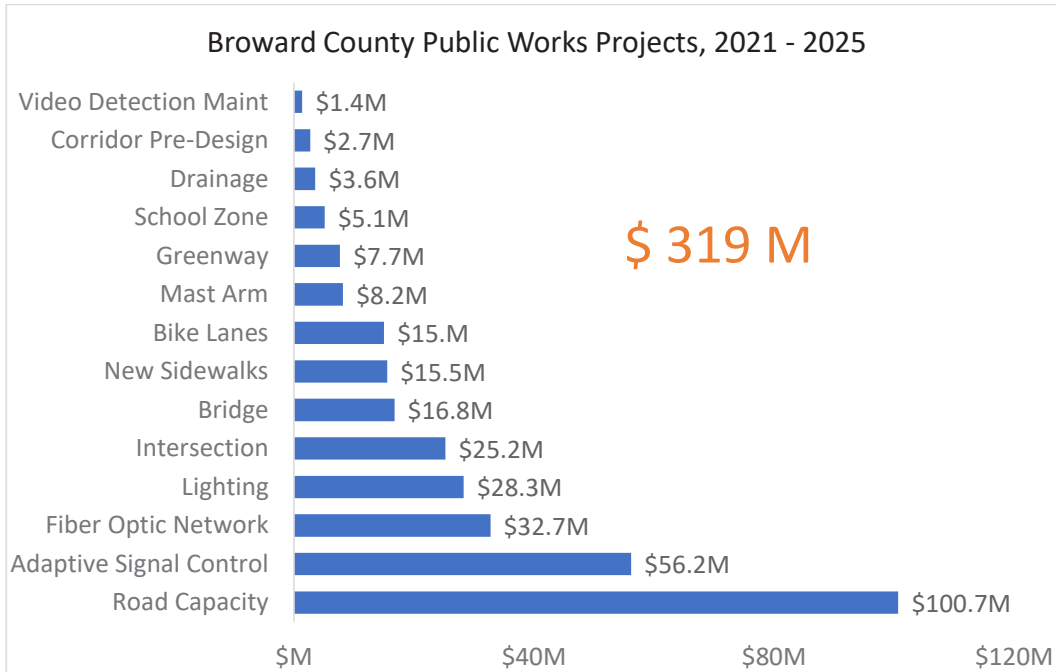 Broward County Public Works Projects, 2021 - 2025
Video Detection Maint $1.4M
Corridor Pre-Design $2.7M
Drainage $3.6M
School Zone $5.1M
$ 319 M
Greenway $7.7M
Mast Arm $8.2M
Bike Lanes $15.M
New Sidewalks $15.5M
Bridge $16.8M
Intersection $25.2M
Lighting $28.3M
Fiber Optic Network $32.7M
Adaptive Signal Control $56.2M
Road Capacity $100.7M
$M $40M $80M $120M